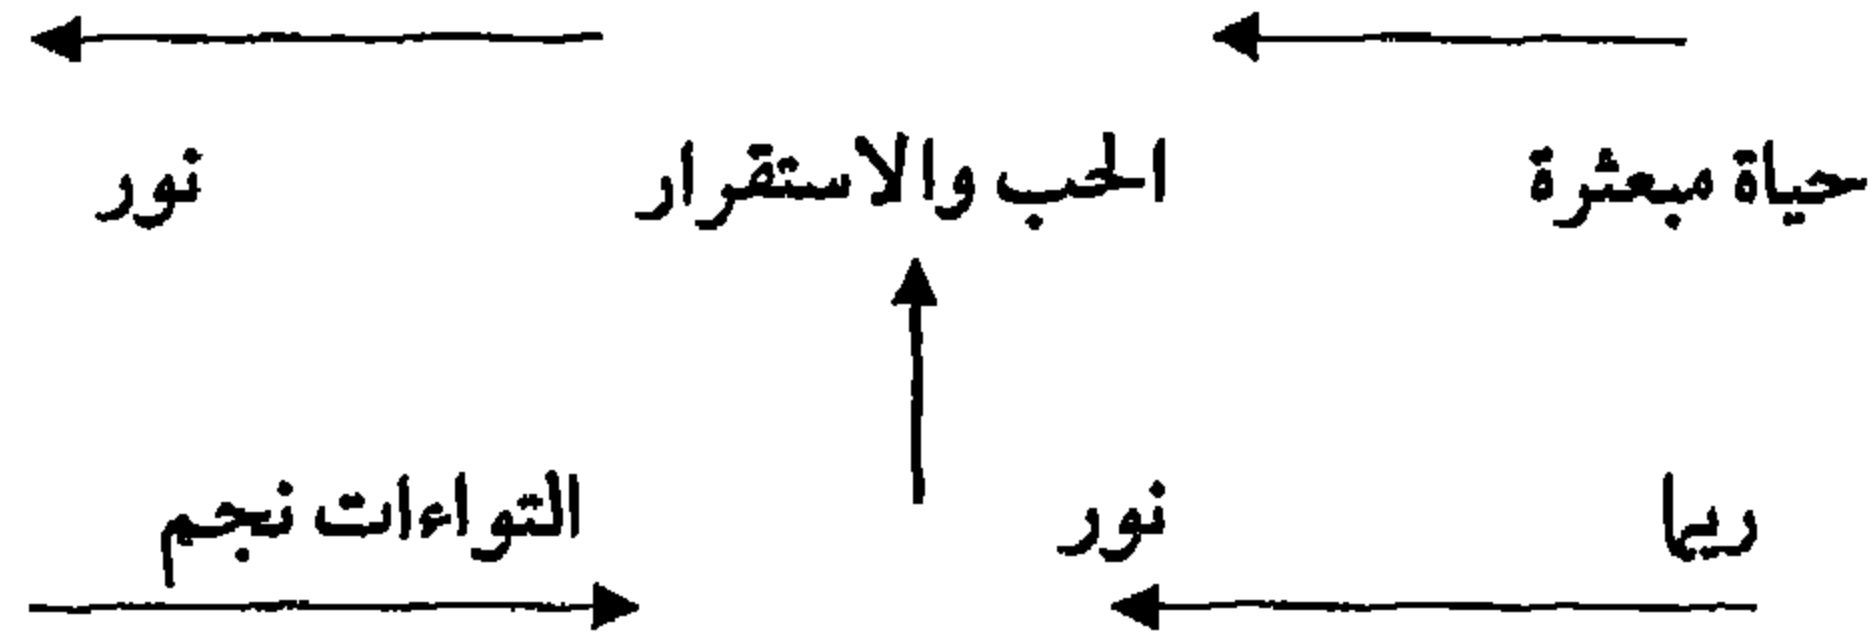 حياة مبعثرة الحب والاستقرار نور
ريما نور التواءات نجم